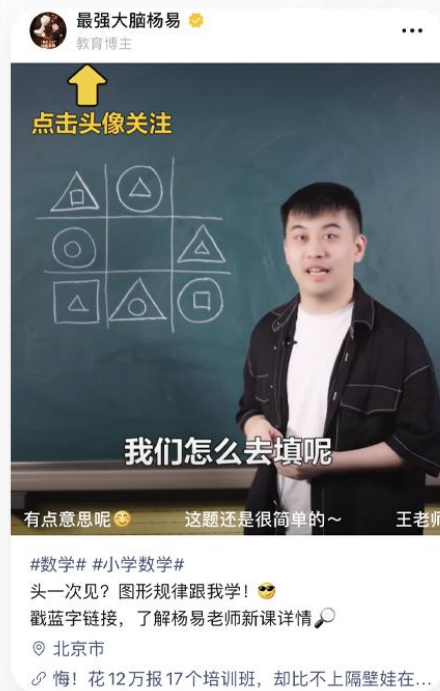 最强大脑杨易
教育博主
点击头像关注
我们怎么去填呢
有点意思呢😋 这题还是很简单的～ 王老师
#数学# #小学数学#
头一次见？图形规律跟我学！😎
戳蓝字链接，了解杨易老师新课详情🔎
北京市
悔！花12万报17个培训班，却比不上隔壁娃在...